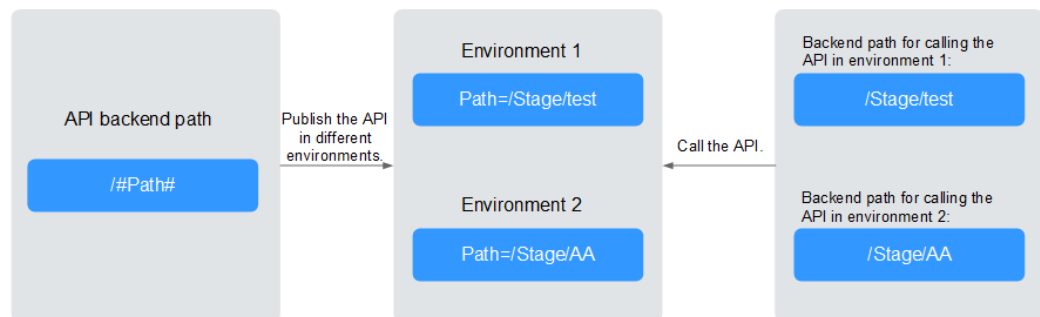 API backend path
/#Path#
Publish the API
in different
environments.
Environment 1
Path=/Stage/test
Environment 2
Path=/Stage/AA
Call the API.
Backend path for calling the
API in environment 1:
/Stage/test
Backend path for calling the
API in environment 2:
/Stage/AA